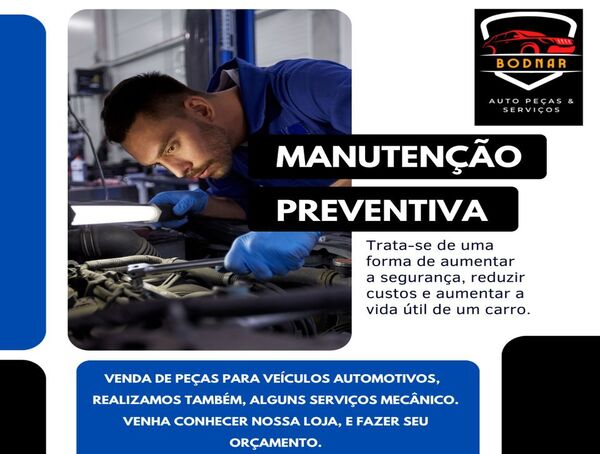 BODNAR
AUTO PEÇAS &
SERVIÇOS
MANUTENÇÃO
PREVENTIVA
Trata-se de uma
forma de aumentar
a segurança, reduzir
custos e aumentar a
vida útil de um carro.
VENDA DE PEÇAS PARA VEÍCULOS AUTOMOTIVOS,
REALIZAMOS TAMBÉM, ALGUNS SERVIÇOS MECÂNICO.
VENHA CONHECER NOSSA LOJA, E FAZER SEU
ORÇAMENTO.